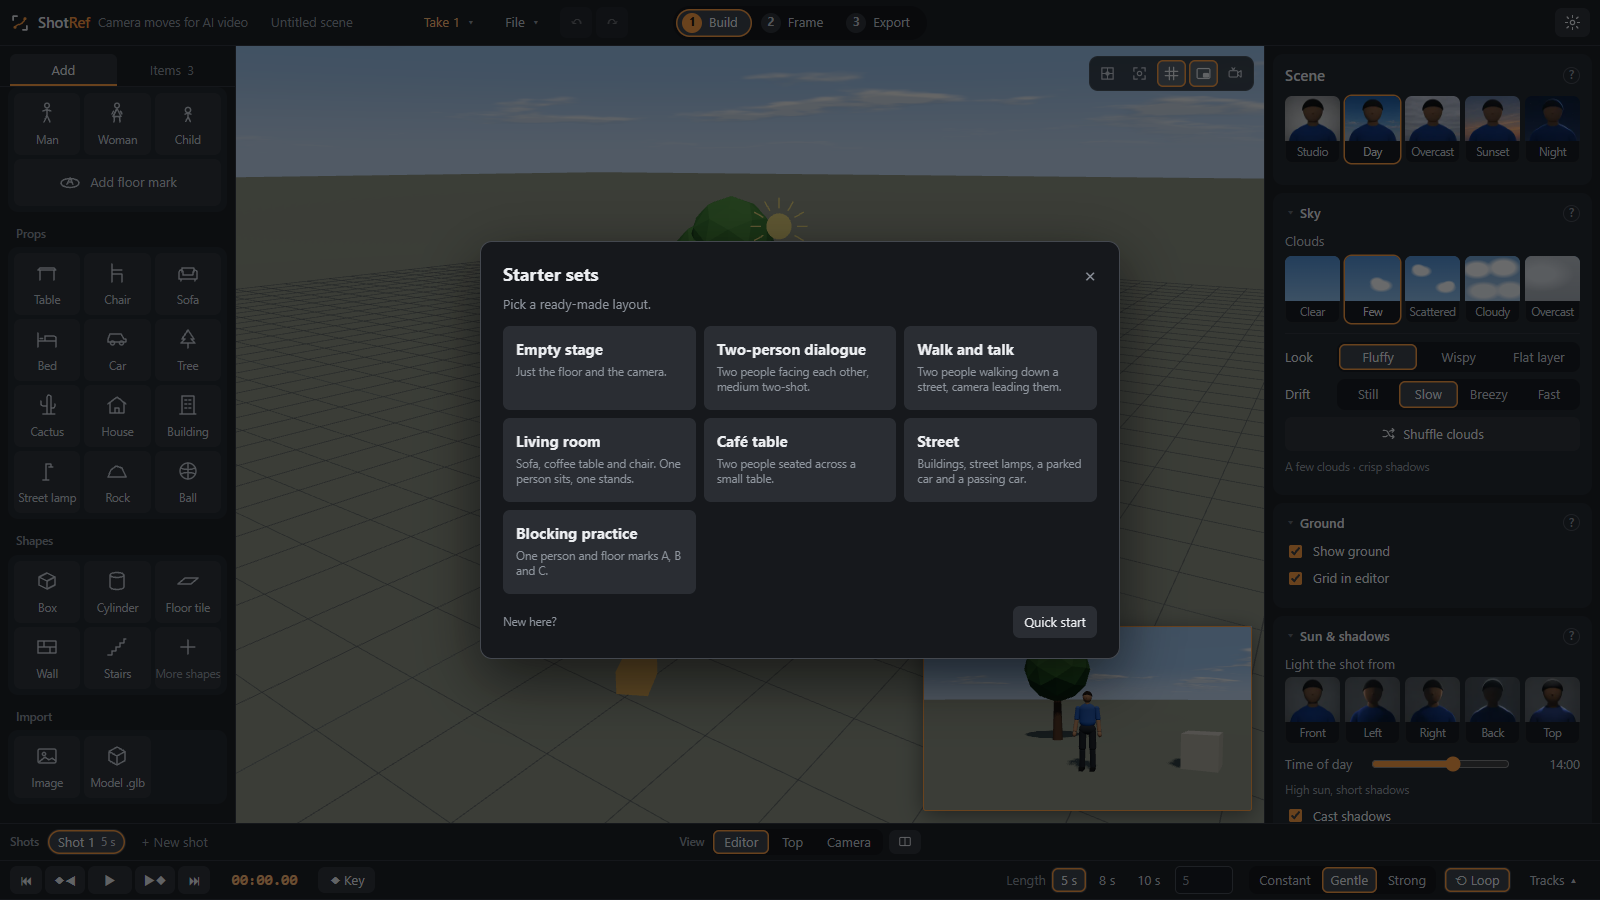 ShotRef Camera moves for AI video Untitled scene Take 1 File 1 Build 2 Frame 3 Export
Add Items 3
Man Woman Child
Add floor mark
Props
Table Chair Sofa
Bed Car Tree
Cactus House Building
Street lamp Rock Ball
Shapes
Box Cylinder Floor tile
Wall Stairs More shapes
Import
Image Model .glb
Starter sets
Pick a ready-made layout.
Empty stage
Just the floor and the camera.
Two-person dialogue
Two people facing each other,
medium two-shot.
Walk and talk
Two people walking down a
street, camera leading them.
Living room
Sofa, coffee table and chair. One
person sits, one stands.
Café table
Two people seated across a
small table.
Street
Buildings, street lamps, a parked
car and a passing car.
Blocking practice
One person and floor marks A, B
and C.
New here? Quick start
Scene ?
Studio Day Overcast Sunset Night
Sky ?
Clouds
Clear Few Scattered Cloudy Overcast
Look Fluffy Wispy Flat layer
Drift Still Slow Breezy Fast
Shuffle clouds
A few clouds · crisp shadows
Ground ?
Show ground
Grid in editor
Sun & shadows ?
Light the shot from
Front Left Right Back Top
Time of day 14:00
High sun, short shadows
Cast shadows
Shots Shot 1 5 s + New shot View Editor Top Camera
00:00.00 Key Length 5 s 8 s 10 s 5 Constant Gentle Strong Loop Tracks